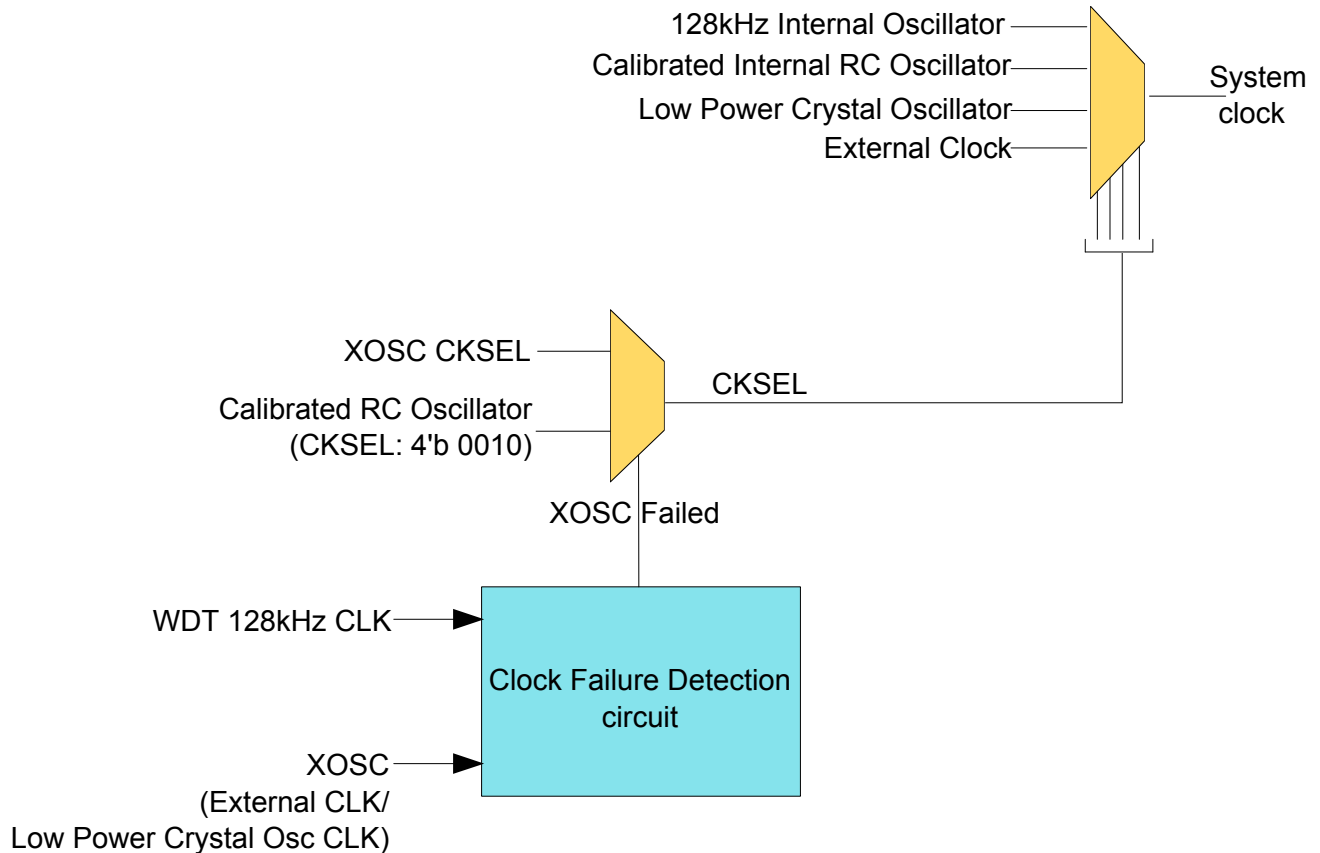 128kHz Internal Oscillator
Calibrated Internal RC Oscillator
Low Power Crystal Oscillator
External Clock
System
clock
XOSC CKSEL
CKSEL
Calibrated RC Oscillator
(CKSEL: 4'b 0010)
XOSC Failed
WDT 128kHz CLK
Clock Failure Detection
circuit
XOSC
(External CLK/
Low Power Crystal Osc CLK)